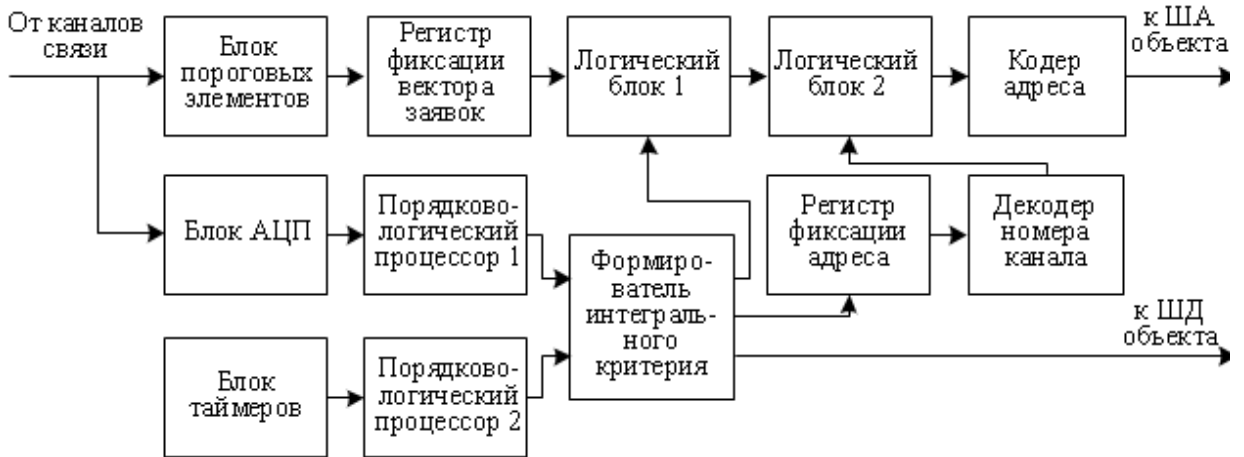 От каналов
связи
Блок
пороговых
элементов
Регистр
фиксации
вектора
заявок
Логический
блок 1
Логический
блок 2
Кодер
адреса
к ША
объекта
Блок АЦП
Порядково-
логический
процессор 1
Формиро-
ватель
интеграль-
ного
критерия
Регистр
фиксации
адреса
Декодер
номера
канала
к ШД
объекта
Блок
таймеров
Порядково-
логический
процессор 2